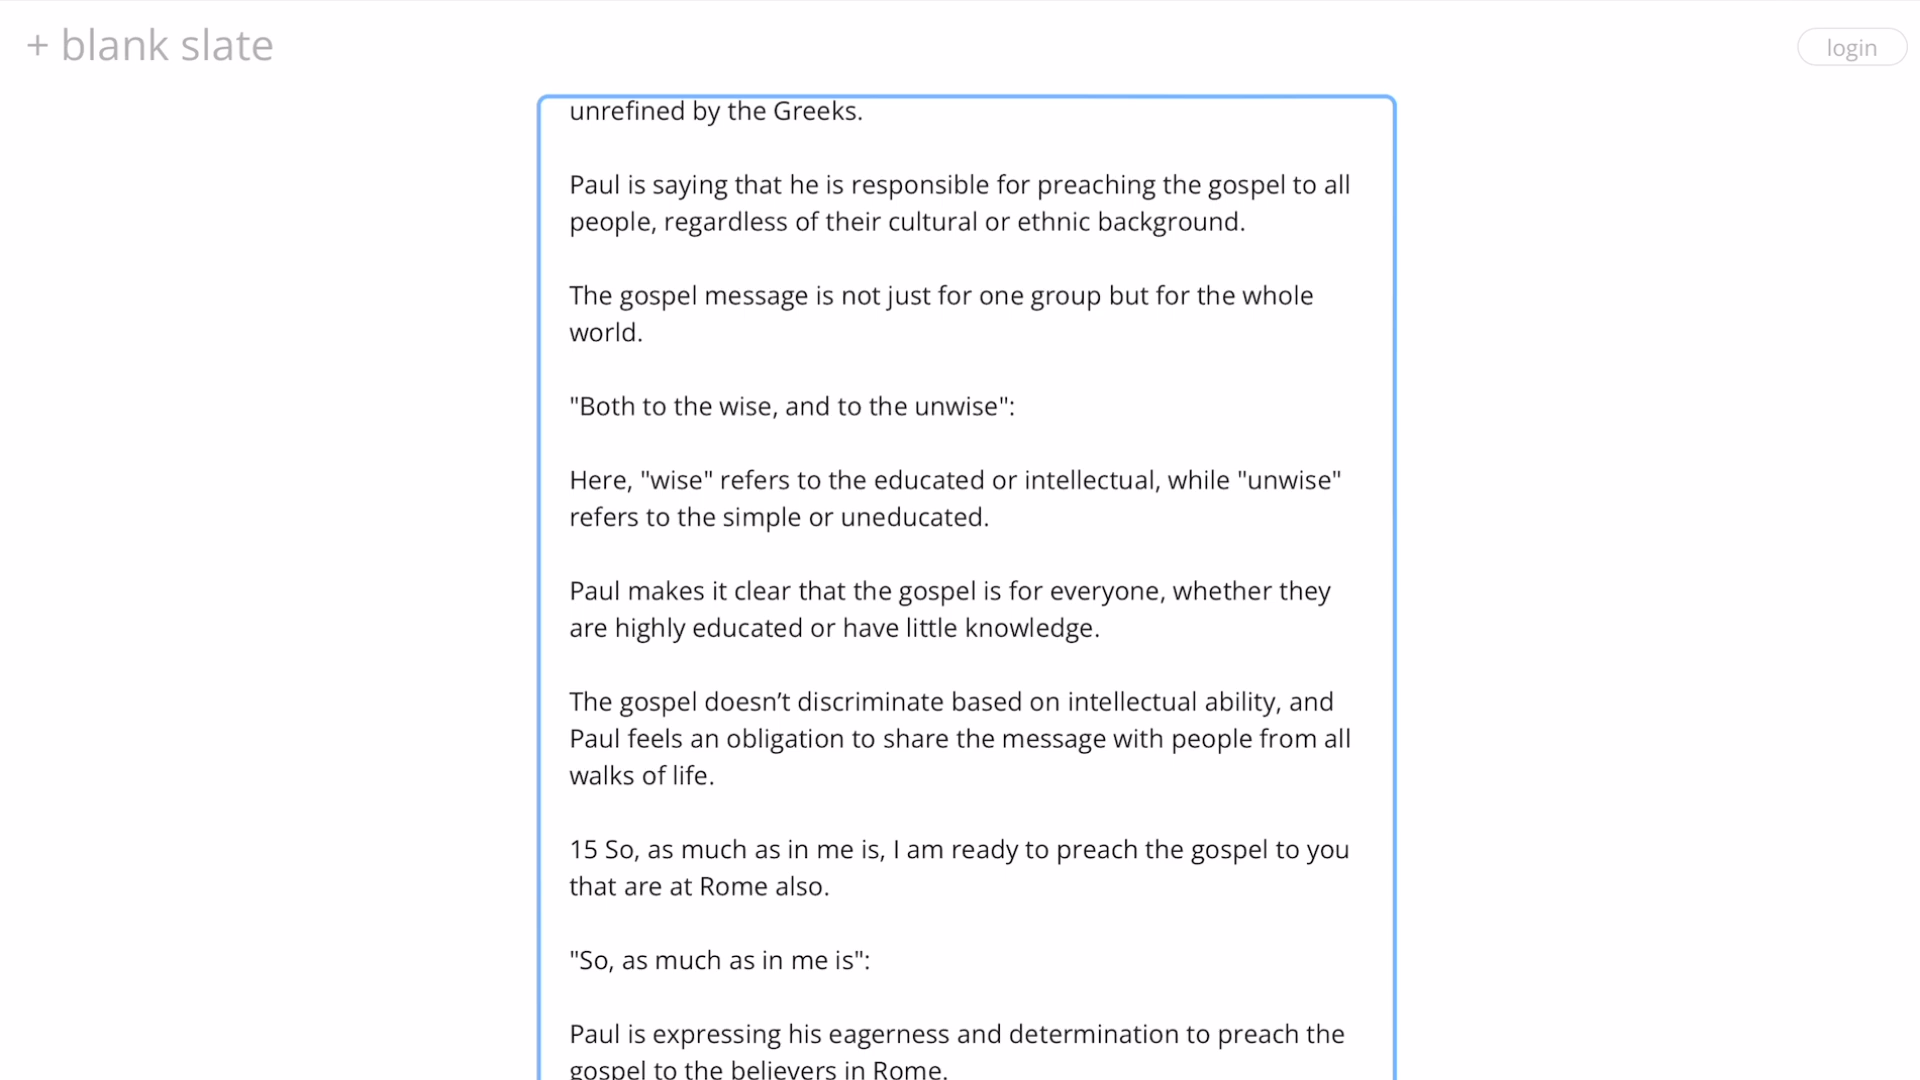 + blank slate
login
unrefined by the Greeks.
Paul is saying that he is responsible for preaching the gospel to all
people, regardless of their cultural or ethnic background.
The gospel message is not just for one group but for the whole
world.
"Both to the wise, and to the unwise":
Here, "wise" refers to the educated or intellectual, while "unwise"
refers to the simple or uneducated.
Paul makes it clear that the gospel is for everyone, whether they
are highly educated or have little knowledge.
The gospel doesn’t discriminate based on intellectual ability, and
Paul feels an obligation to share the message with people from all
walks of life.
15 So, as much as in me is, I am ready to preach the gospel to you
that are at Rome also.
"So, as much as in me is":
Paul is expressing his eagerness and determination to preach the
gospel to the believers in Rome.